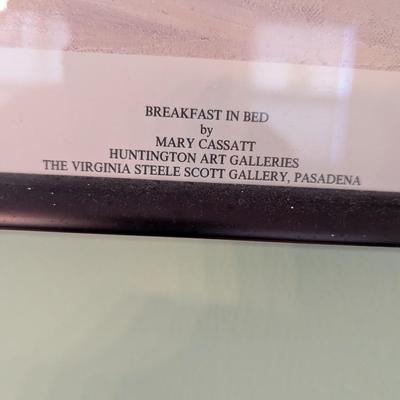 BREAKFAST IN BED
by
MARY CASSATT
HUNTINGTON ART GALLERIES
THE VIRGINIA STEELE SCOTT GALLERY, PASADENA